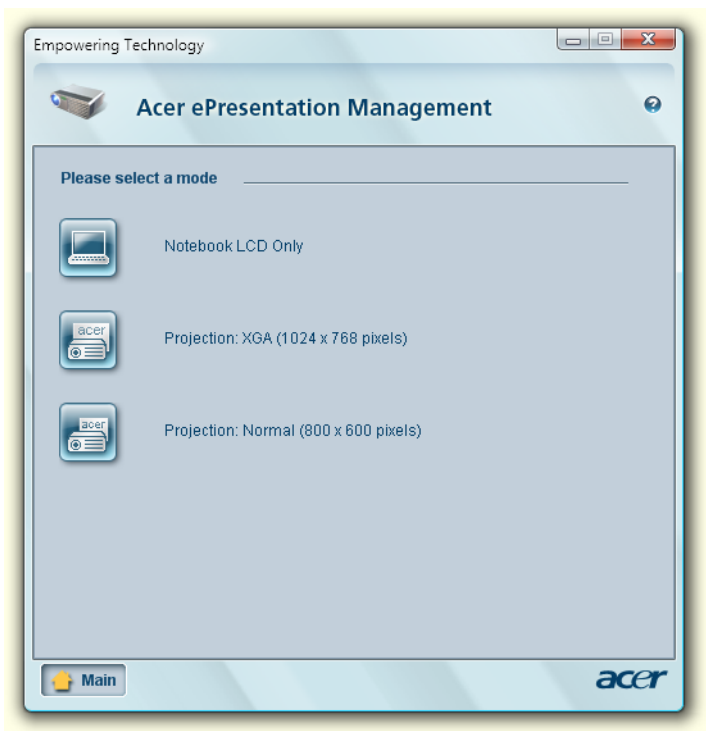 Empowering Technology
Acer ePresentation Management
Please select a mode
Notebook LCD Only
acer
Projection: XGA (1024 x 768 pixels)
acer
Projection: Normal (800 x 600 pixels)
Main
acer